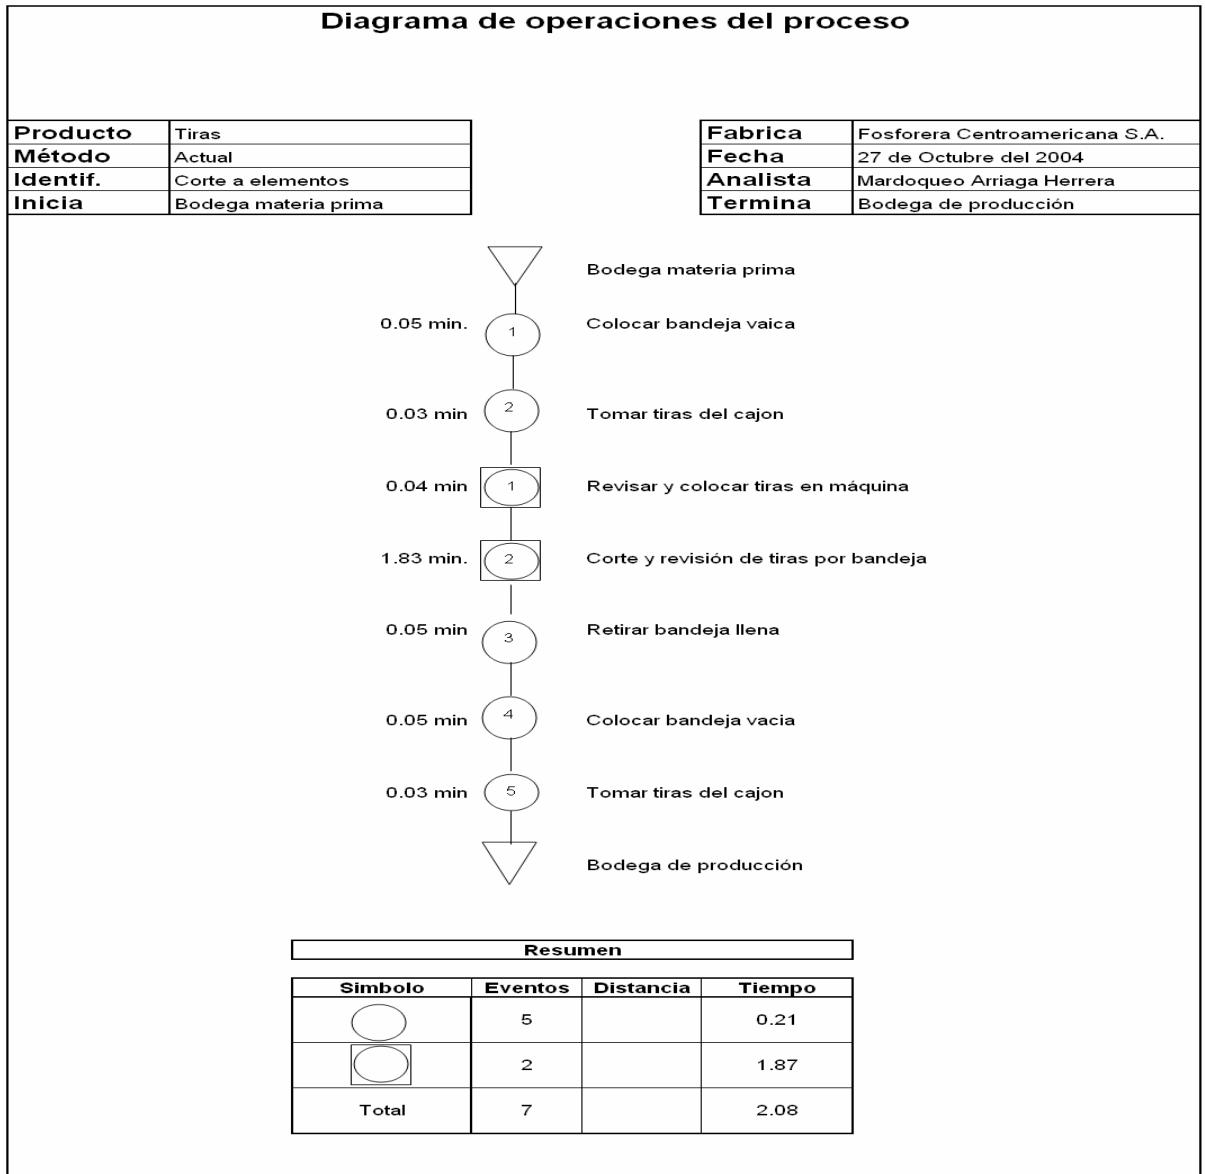 Diagrama de operaciones del proceso
Producto Tiras
Método Actual
Identif. Corte a elementos
Inicia Bodega materia prima
Fabrica Fosforera Centroamericana S.A.
Fecha 27 de Octubre del 2004
Analista Mardoqueo Arriaga Herrera
Termina Bodega de producción
Bodega materia prima
0.05 min. 1 Colocar bandeja vaica
0.03 min 2 Tomar tiras del cajon
0.04 min 1 Revisar y colocar tiras en máquina
1.83 min. 2 Corte y revisión de tiras por bandeja
0.05 min 3 Retirar bandeja llena
0.05 min 4 Colocar bandeja vacia
0.03 min 5 Tomar tiras del cajon
Bodega de producción
Resumen
Simbolo Eventos Distancia Tiempo
5 0.21
2 1.87
Total 7 2.08